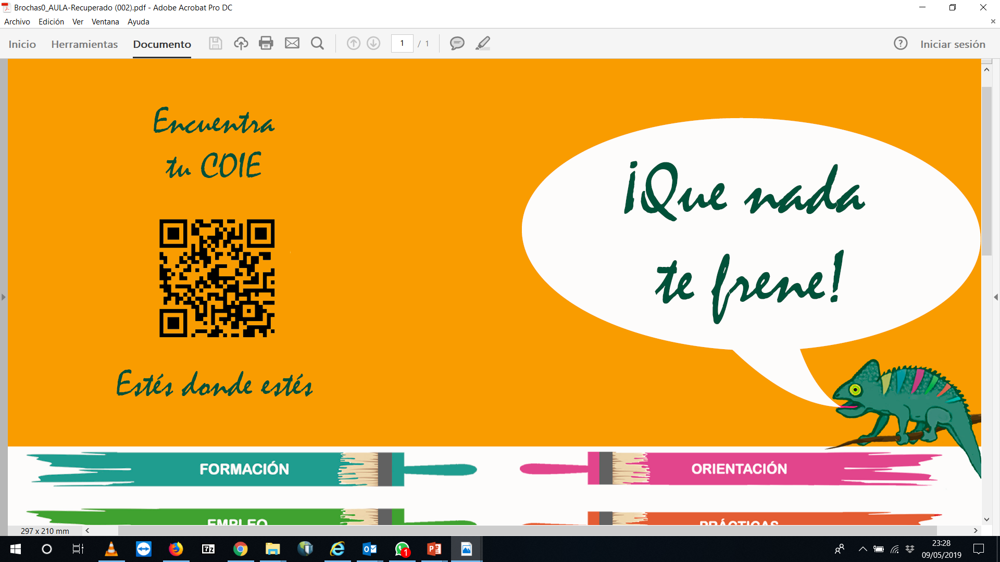 Brochas0_AULA-Recuperado (002).pdf - Adobe Acrobat Pro DC
Archivo Edición Ver Ventana Ayuda
Inicio Herramientas Documento 1 / 1 Iniciar sesión
Encuentra
tu COIE
Estés donde estés
¡Que nada
te frene!
FORMACIÓN
ORIENTACIÓN
EMPLEO
PRÁCTICAS
297 x 210 mm
7z
1
23:28
09/05/2019